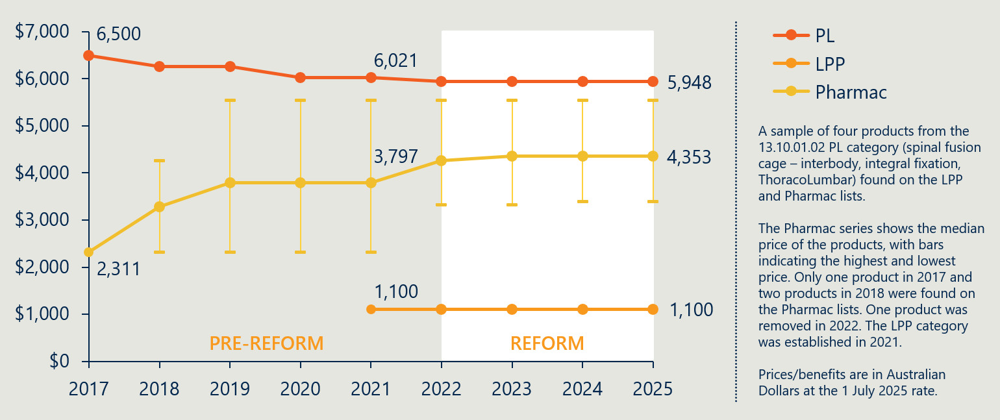 $7,000
$6,000
$5,000
$4,000
$3,000
$2,000
$1,000
$0
6,500
6,021
5,948
3,797
4,353
2,311
1,100
1,100
PRE-REFORM
REFORM
2017
2018
2019
2020
2021
2022
2023
2024
2025
PL
LPP
Pharmac
A sample of four products from the
13.10.01.02 PL category (spinal fusion
cage – interbody, integral fixation,
ThoracoLumbar) found on the LPP
and Pharmac lists.
The Pharmac series shows the median
price of the products, with bars
indicating the highest and lowest
price. Only one product in 2017 and
two products in 2018 were found on
the Pharmac lists. One product was
removed in 2022. The LPP category
was established in 2021.
Prices/benefits are in Australian
Dollars at the 1 July 2025 rate.